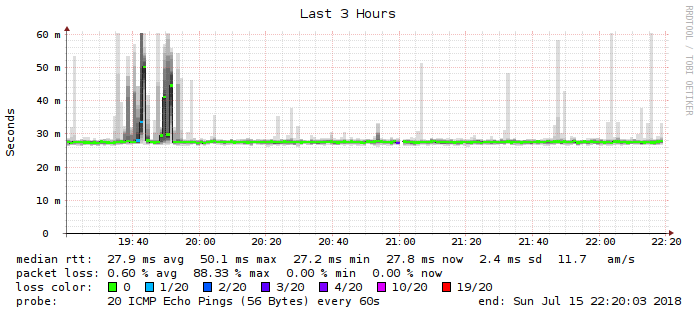 Last 3 Hours
RRDTOOL / TOBI OETIKER
Seconds
60 m
50 m
40 m
30 m
20 m
10 m
0
19:40 20:00 20:20 20:40 21:00 21:20 21:40 22:00 22:20
median rtt: 27.9 ms avg 50.1 ms max 27.2 ms min 27.8 ms now 2.4 ms sd 11.7 am/s
packet loss: 0.60 % avg 88.33 % max 0.00 % min 0.00 % now
loss color: 0 1/20 2/20 3/20 4/20 10/20 19/20
probe: 20 ICMP Echo Pings (56 Bytes) every 60s end: Sun Jul 15 22:20:03 2018